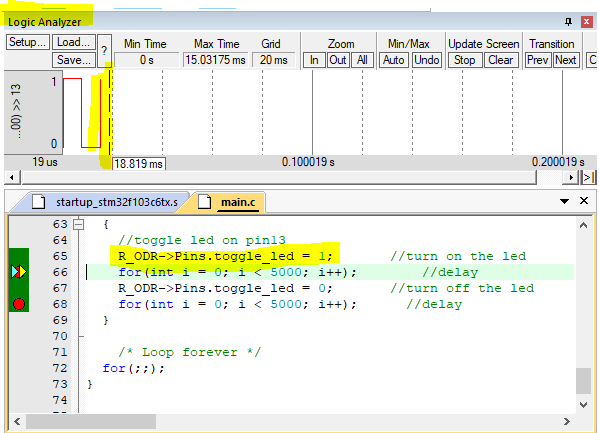 Logic Analyzer
Setup... Load... Save... ? Min Time Max Time Grid Zoom Min/Max Update Screen Transition
0 s 15.03175 ms 20 ms In Out All Auto Undo Stop Clear Prev Next C
...00) >> 13
1
0
19 us 18.819 ms 0.100019 s 0.200019 s
startup_stm32f103c6tx.s main.c
63 {
64 //toggle led on pin13
65 R_ODR->Pins.toggle_led = 1; //turn on the led
66 for(int i = 0; i < 5000; i++); //delay
67 R_ODR->Pins.toggle_led = 0; //turn off the led
68 for(int i = 0; i < 5000; i++); //delay
69 }
70
71 /* Loop forever */
72 for(;;);
73 }
74